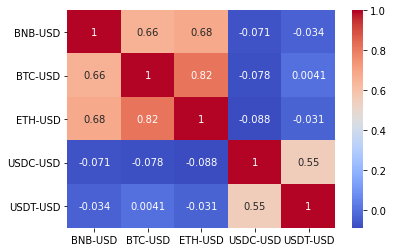 BNB-USD 1 0.66 0.68 -0.071 -0.034
BTC-USD 0.66 1 0.82 -0.078 0.0041
ETH-USD 0.68 0.82 1 -0.088 -0.031
USDC-USD -0.071 -0.078 -0.088 1 0.55
USDT-USD -0.034 0.0041 -0.031 0.55 1
BNB-USD BTC-USD ETH-USD USDC-USD USDT-USD
1.0
0.8
0.6
0.4
0.2
0.0